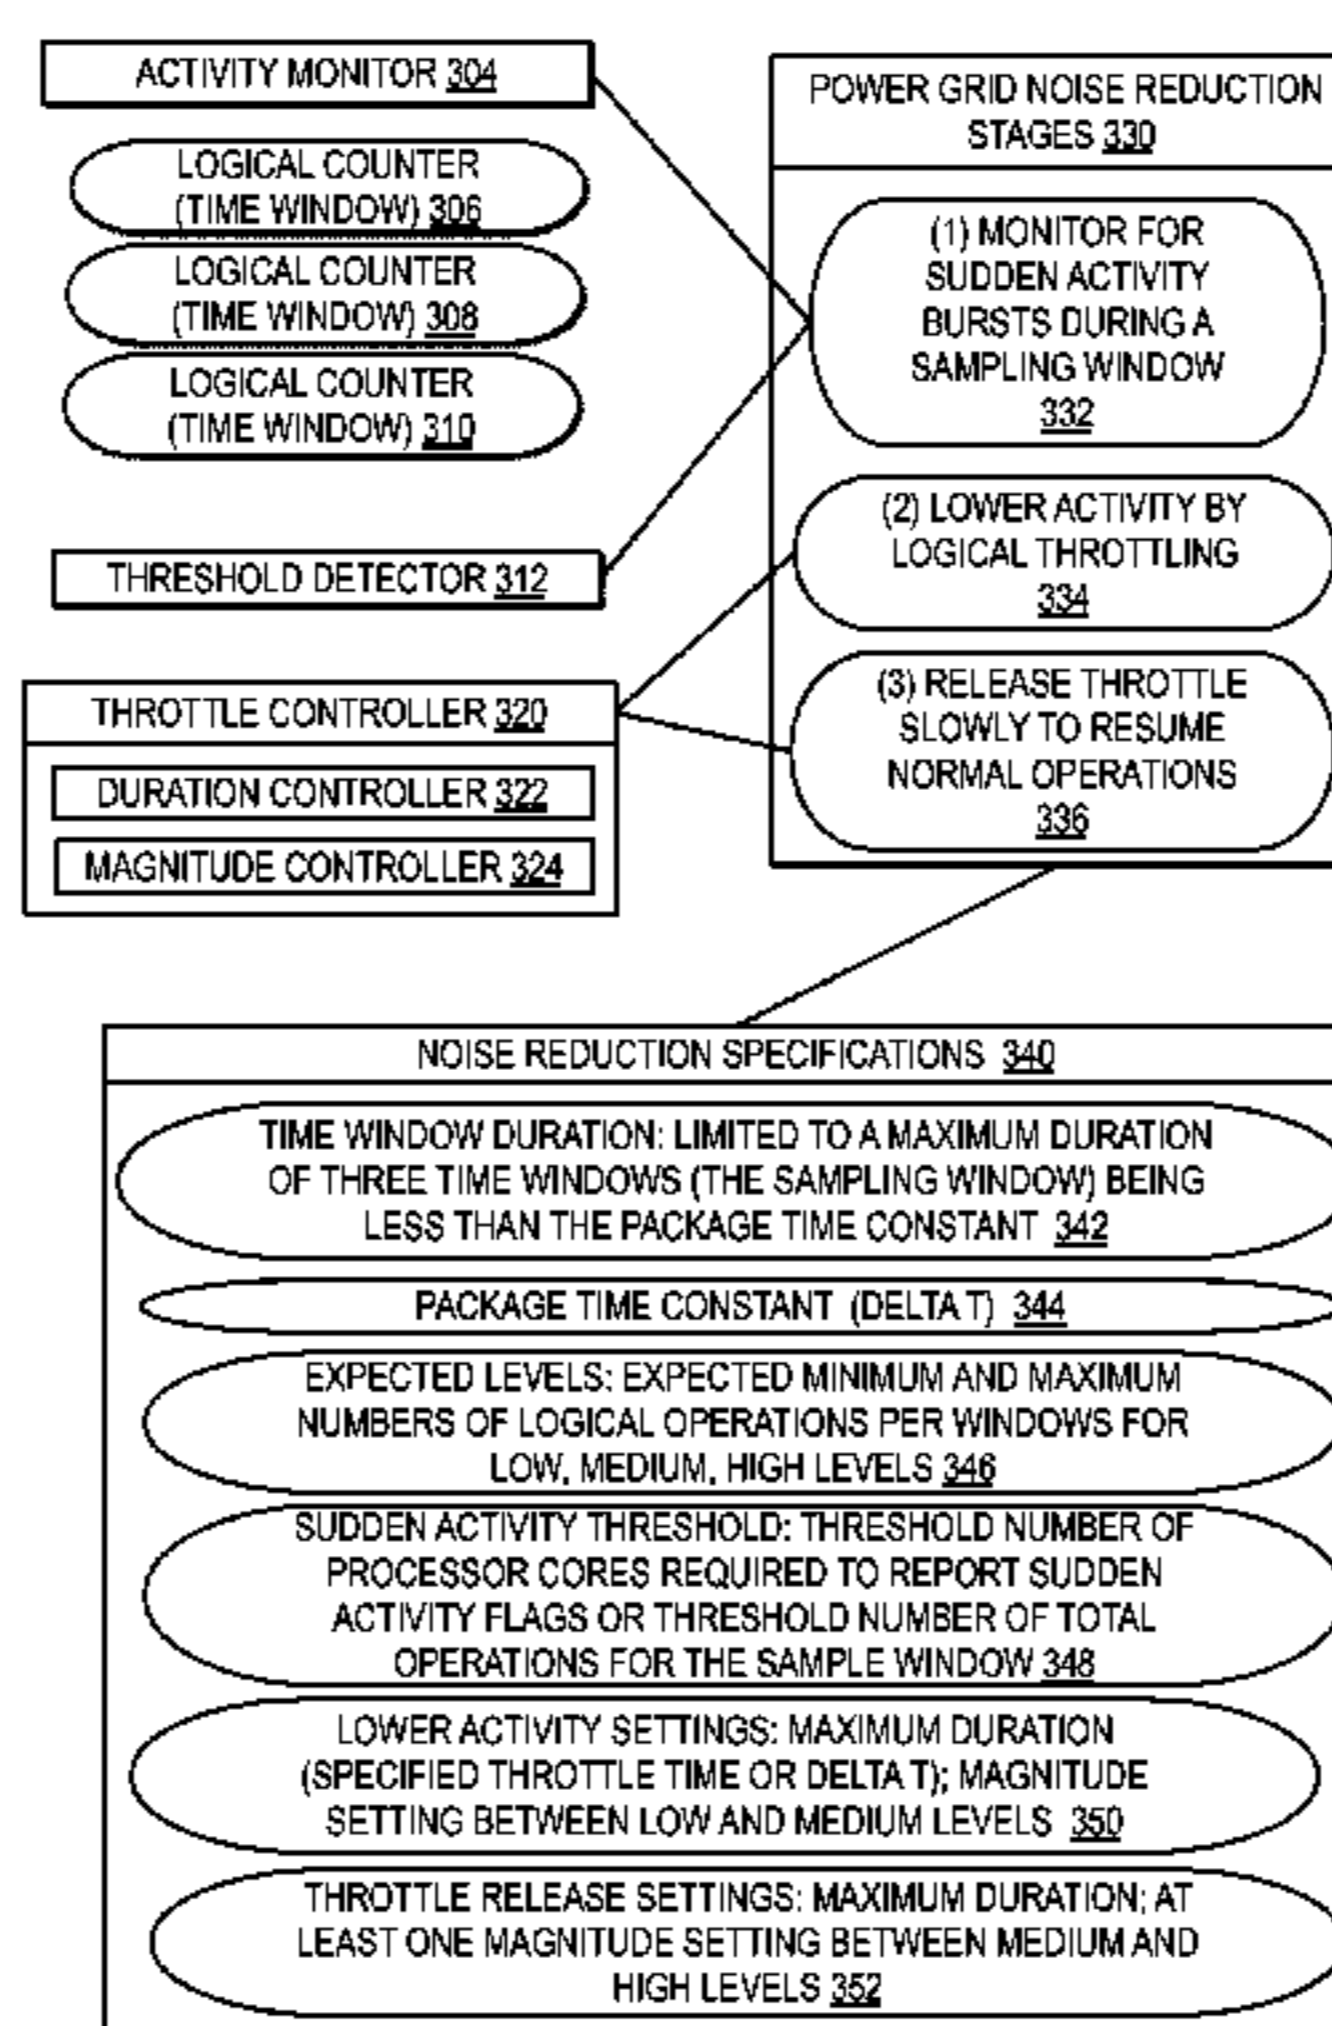 ACTIVITY MONITOR 304
LOGICAL COUNTER
(TIME WINDOW) 306
LOGICAL COUNTER
(TIME WINDOW) 308
LOGICAL COUNTER
(TIME WINDOW) 310
THRESHOLD DETECTOR 312
THROTTLE CONTROLLER 320
DURATION CONTROLLER 322
MAGNITUDE CONTROLLER 324
POWER GRID NOISE REDUCTION
STAGES 330
(1) MONITOR FOR
SUDDEN ACTIVITY
BURSTS DURING A
SAMPLING WINDOW
332
(2) LOWER ACTIVITY BY
LOGICAL THROTTLING
334
(3) RELEASE THROTTLE
SLOWLY TO RESUME
NORMAL OPERATIONS
336
NOISE REDUCTION SPECIFICATIONS 340
TIME WINDOW DURATION: LIMITED TO A MAXIMUM DURATION
OF THREE TIME WINDOWS (THE SAMPLING WINDOW) BEING
LESS THAN THE PACKAGE TIME CONSTANT 342
PACKAGE TIME CONSTANT (DELTA T) 344
EXPECTED LEVELS: EXPECTED MINIMUM AND MAXIMUM
NUMBERS OF LOGICAL OPERATIONS PER WINDOWS FOR
LOW, MEDIUM, HIGH LEVELS 346
SUDDEN ACTIVITY THRESHOLD: THRESHOLD NUMBER OF
PROCESSOR CORES REQUIRED TO REPORT SUDDEN
ACTIVITY FLAGS OR THRESHOLD NUMBER OF TOTAL
OPERATIONS FOR THE SAMPLE WINDOW 348
LOWER ACTIVITY SETTINGS: MAXIMUM DURATION
(SPECIFIED THROTTLE TIME OR DELTA T); MAGNITUDE
SETTING BETWEEN LOW AND MEDIUM LEVELS 350
THROTTLE RELEASE SETTINGS: MAXIMUM DURATION; AT
LEAST ONE MAGNITUDE SETTING BETWEEN MEDIUM AND
HIGH LEVELS 352